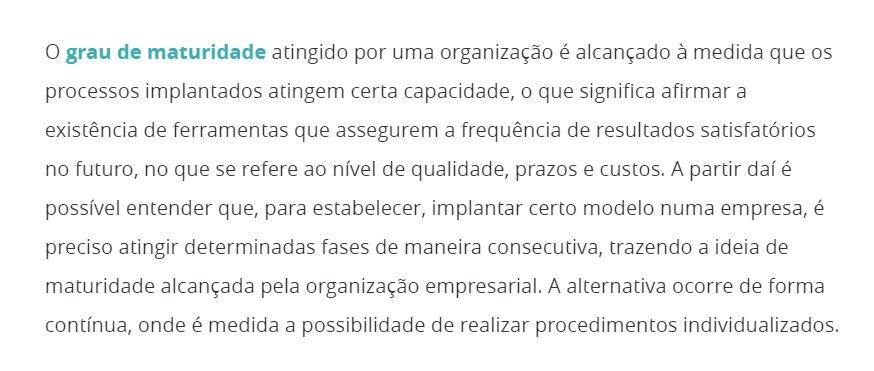 O grau de maturidade atingido por uma organização é alcançado à medida que os
processos implantados atingem certa capacidade, o que significa afirmar a
existência de ferramentas que assegurem a frequência de resultados satisfatórios
no futuro, no que se refere ao nível de qualidade, prazos e custos. A partir daí é
possível entender que, para estabelecer, implantar certo modelo numa empresa, é
preciso atingir determinadas fases de maneira consecutiva, trazendo a ideia de
maturidade alcançada pela organização empresarial. A alternativa ocorre de forma
contínua, onde é medida a possibilidade de realizar procedimentos individualizados.